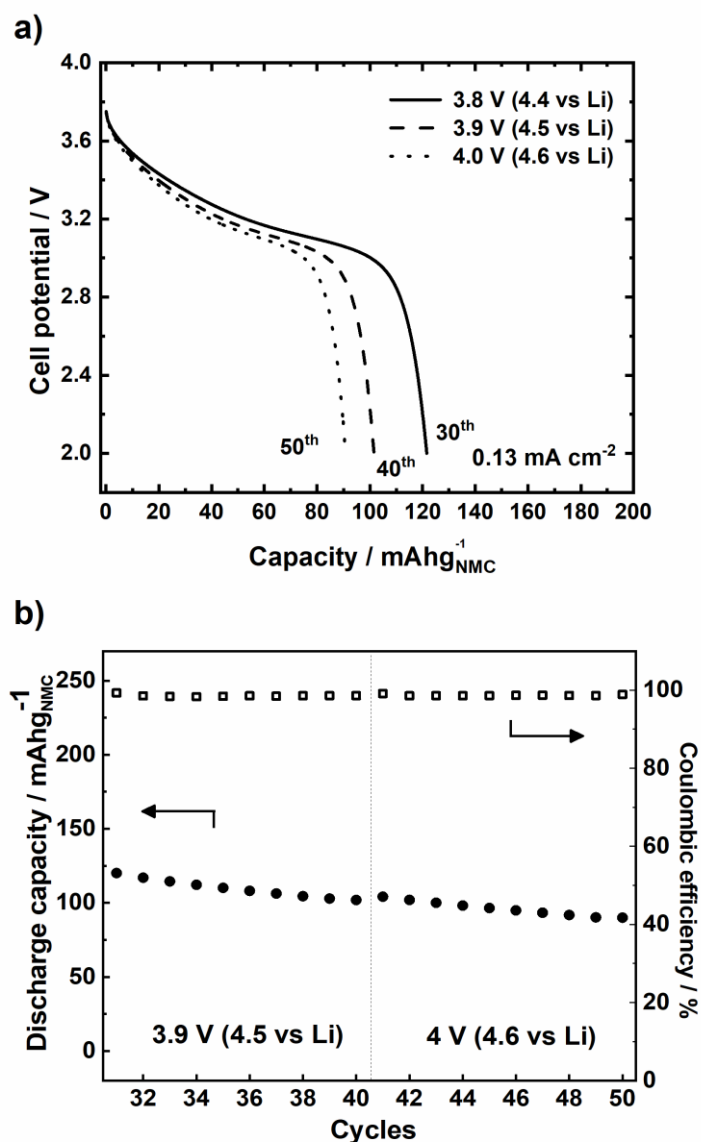 a)
4.0
3.6
3.2
2.8
2.4
2.0
Cell potential / V
3.8 V (4.4 vs Li)
3.9 V (4.5 vs Li)
4.0 V (4.6 vs Li)
50th
40th
30th
0.13 mA cm-2
0 20 40 60 80 100 120 140 160 180 200
Capacity / mAhg-1NMC
b)
250
200
150
100
50
0
Discharge capacity / mAhg-1NMC
100
80
60
40
20
0
Coulombic efficiency / %
3.9 V (4.5 vs Li)
4 V (4.6 vs Li)
32 34 36 38 40 42 44 46 48 50
Cycles